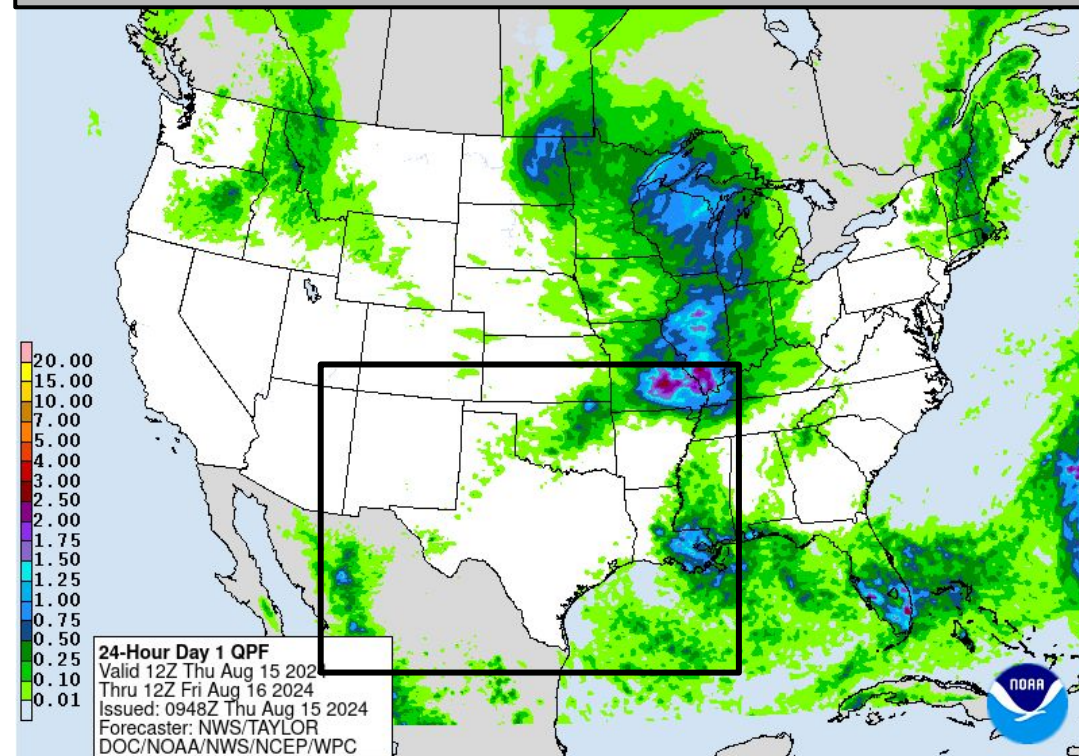 20.00
15.00
10.00
7.00
5.00
4.00
3.00
2.50
2.00
1.75
1.50
1.25
1.00
0.75
0.50
0.25
0.10
0.01
24-Hour Day 1 QPF
Valid 12Z Thu Aug 15 2024
Thru 12Z Fri Aug 16 2024
Issued: 0948Z Thu Aug 15 2024
Forecaster: NWS/TAYLOR
DOC/NOAA/NWS/NCEP/WPC
NOAA